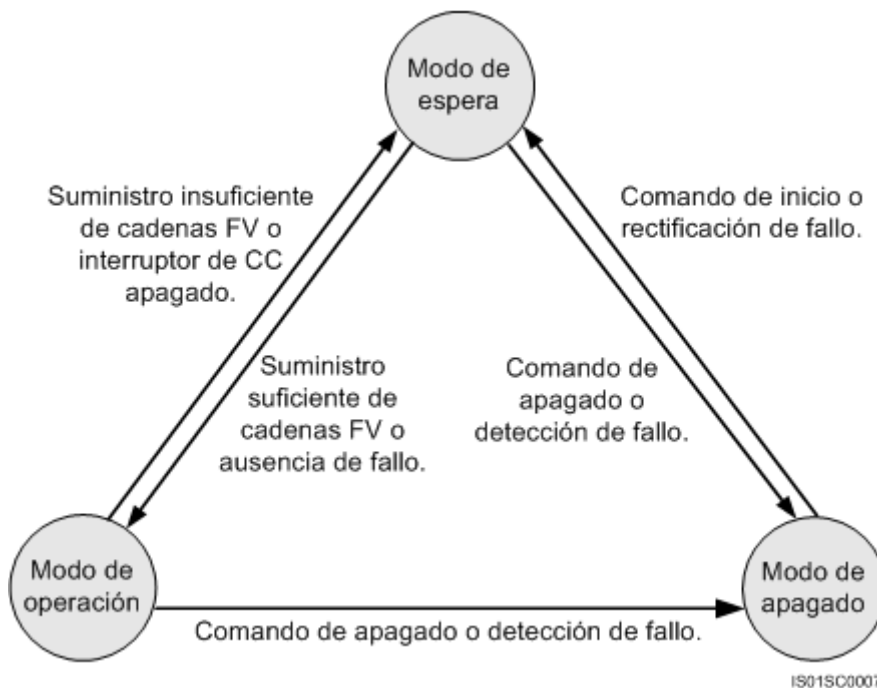 Modo de
espera
Suministro insuficiente
de cadenas FV o
interruptor de CC
apagado.
Comando de inicio o
rectificación de fallo.
Suministro
suficiente de
cadenas FV o
ausencia de fallo.
Comando de
apagado o
detección de fallo.
Modo de
operación
Modo de
apagado
Comando de apagado o detección de fallo.
IS01SC0007